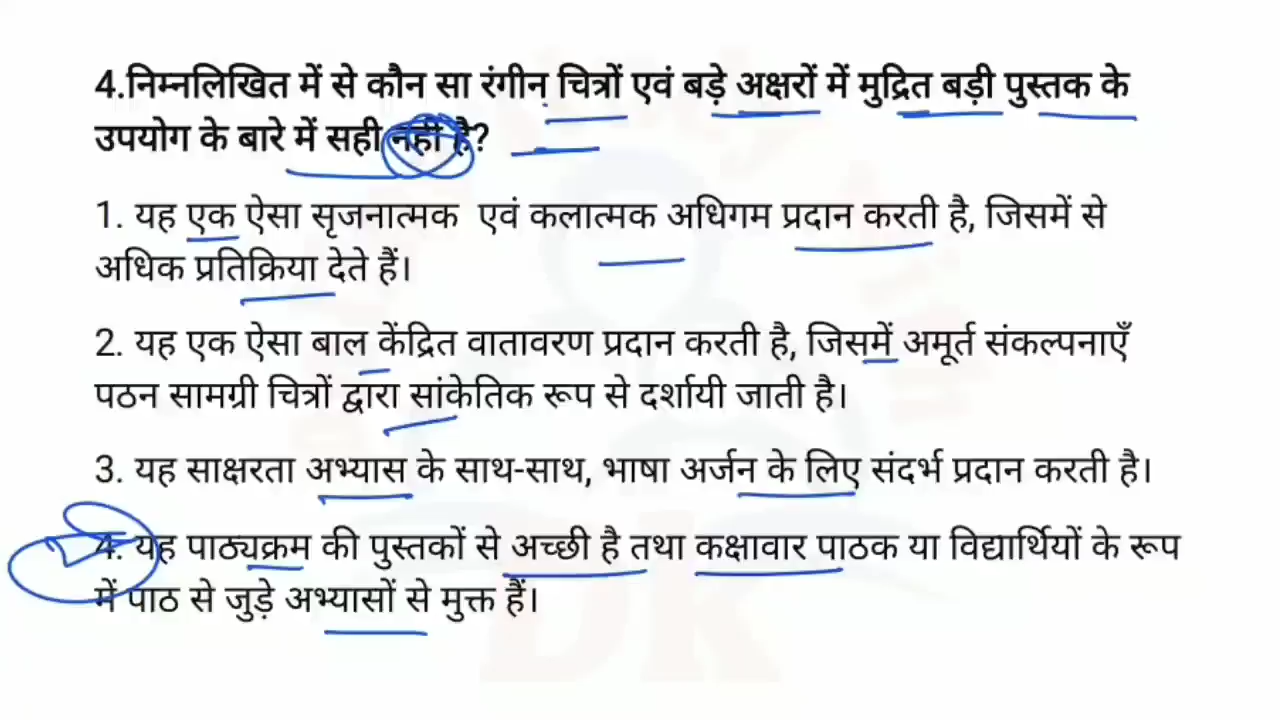 4.निम्नलिखित में से कौन सा रंगीन चित्रों एवं बड़े अक्षरों में मुद्रित बड़ी पुस्तक के
उपयोग के बारे में सही नही है?
1. यह एक ऐसा सृजनात्मक एवं कलात्मक अधिगम प्रदान करती है, जिसमें से
अधिक प्रतिक्रिया देते हैं।
2. यह एक ऐसा बाल केंद्रित वातावरण प्रदान करती है, जिसमें अमूर्त संकल्पनाएँ
पठन सामग्री चित्रों द्वारा सांकेतिक रूप से दर्शायी जाती है।
3. यह साक्षरता अभ्यास के साथ-साथ, भाषा अर्जन के लिए संदर्भ प्रदान करती है।
4. यह पाठ्यक्रम की पुस्तकों से अच्छी है तथा कक्षावार पाठक या विद्यार्थियों के रूप
में पाठ से जुड़े अभ्यासों से मुक्त हैं।
DK